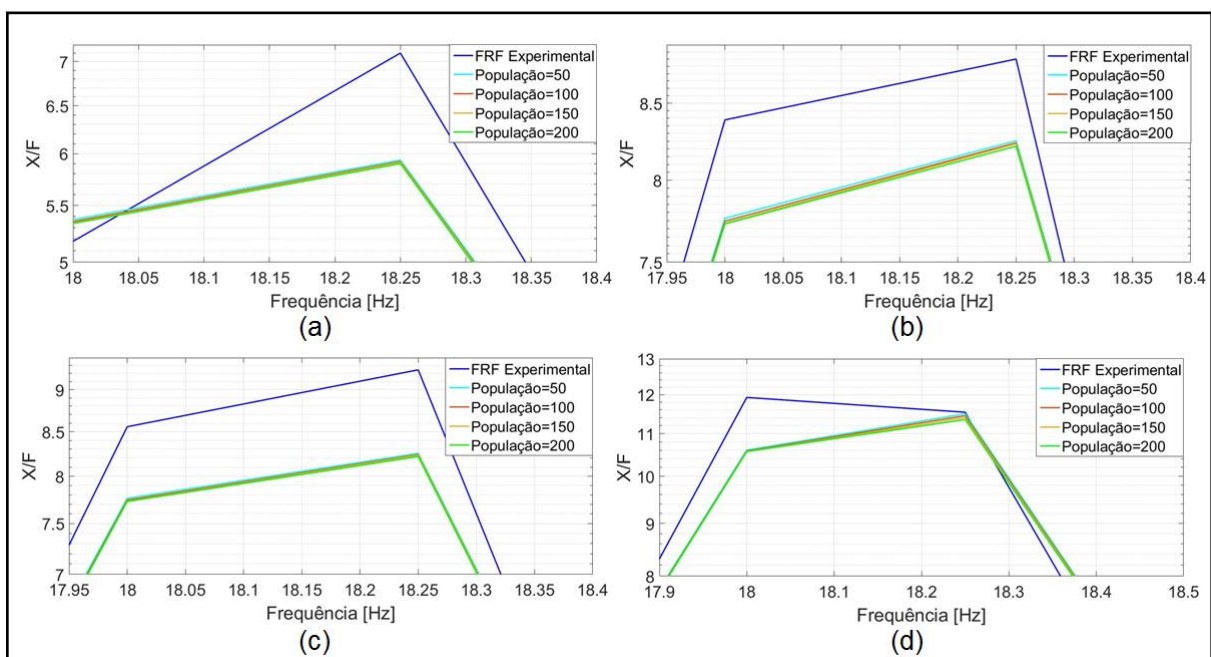 7
6.5
6
5.5
5
X/F
FRF Experimental
População=50
População=100
População=150
População=200
18 18.05 18.1 18.15 18.2 18.25 18.3 18.35 18.4
Frequência [Hz]
(a)
8.5
8
7.5
X/F
FRF Experimental
População=50
População=100
População=150
População=200
17.95 18 18.05 18.1 18.15 18.2 18.25 18.3 18.35 18.4
Frequência [Hz]
(b)
9
8.5
8
7.5
7
X/F
FRF Experimental
População=50
População=100
População=150
População=200
17.95 18 18.05 18.1 18.15 18.2 18.25 18.3 18.35 18.4
Frequência [Hz]
(c)
13
12
11
10
9
8
X/F
FRF Experimental
População=50
População=100
População=150
População=200
17.9 18 18.1 18.2 18.3 18.4 18.5
Frequência [Hz]
(d)